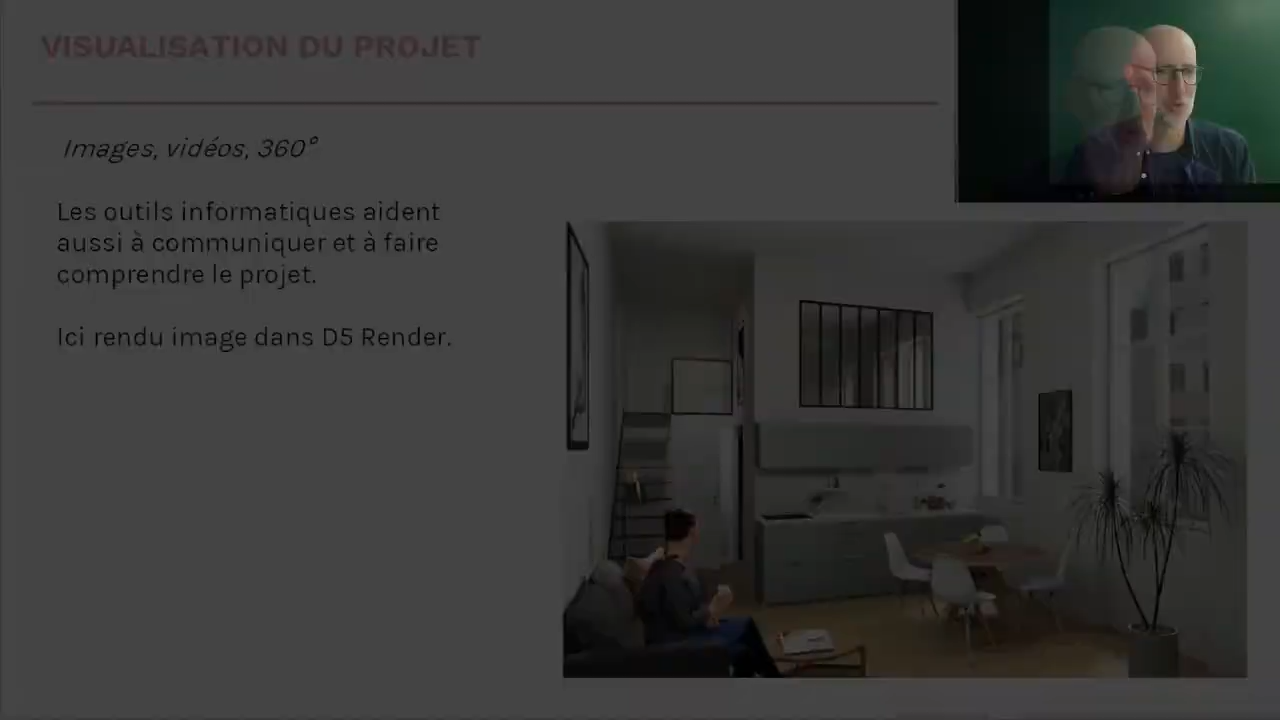 VISUALISATION DU PROJET
Images, vidéos, 360°
Les outils informatiques aident
aussi à communiquer et à faire
comprendre le projet.
Ici rendu image dans D5 Render.